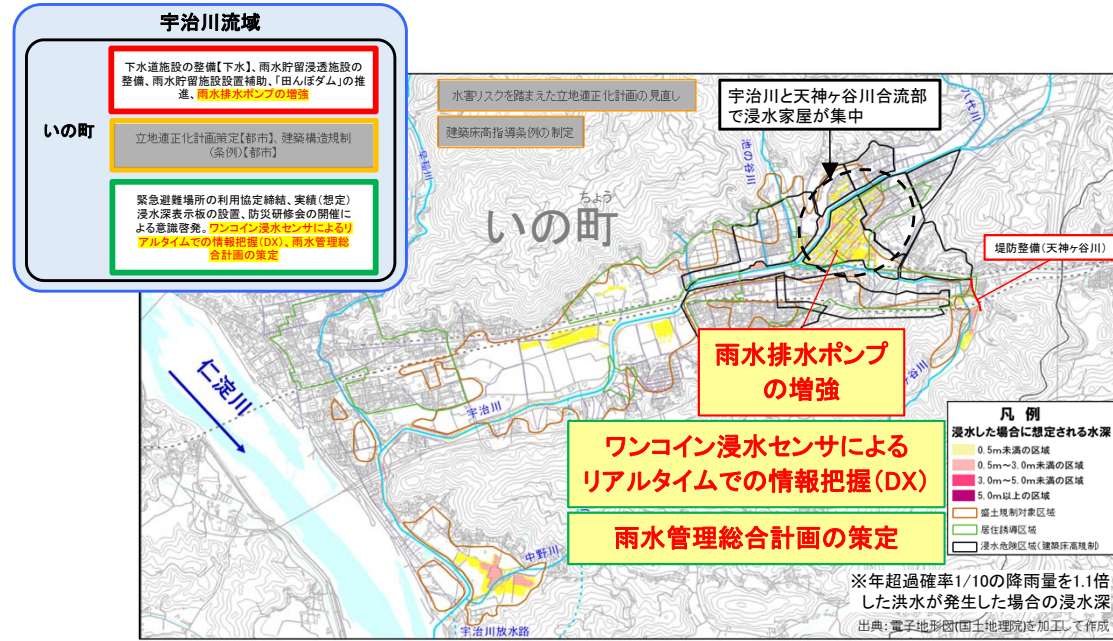 宇治川流域
いの町
下水道施設の整備【下水】、雨水貯留浸透施設の
整備、雨水貯留施設設置補助、「田んぼダム」の推
進、雨水排水ポンプの増強
立地適正化計画策定【都市】、建築構造規制
(条例)【都市】
緊急避難場所の利用協定締結、実績(想定)
浸水深表示板の設置、防災研修会の開催に
よる意識啓発。ワンコイン浸水センサによるリ
アルタイムでの情報把握(DX)、雨水管理総
合計画の策定
水害リスクを踏まえた立地適正化計画の見直し
建築床高指導条例の制定
宇治川と天神ヶ谷川合流部
で浸水家屋が集中
八代川
池の谷川
早稲川
ちょう
いの町
堤防整備(天神ヶ谷川)
雨水排水ポンプ
の増強
ヶ谷川
仁淀川
宇治川
ワンコイン浸水センサによる
リアルタイムでの情報把握(DX)
雨水管理総合計画の策定
中野川
宇治川放水路
凡 例
浸水した場合に想定される水深
0.5m未満の区域
0.5m～3.0m未満の区域
3.0m～5.0m未満の区域
5.0m以上の区域
盛土規制対象区域
居住誘導区域
浸水危険区域(建築床高規制)
※年超過確率1/10の降雨量を1.1倍
した洪水が発生した場合の浸水深
出典:電子地形図(国土地理院)を加工して作成